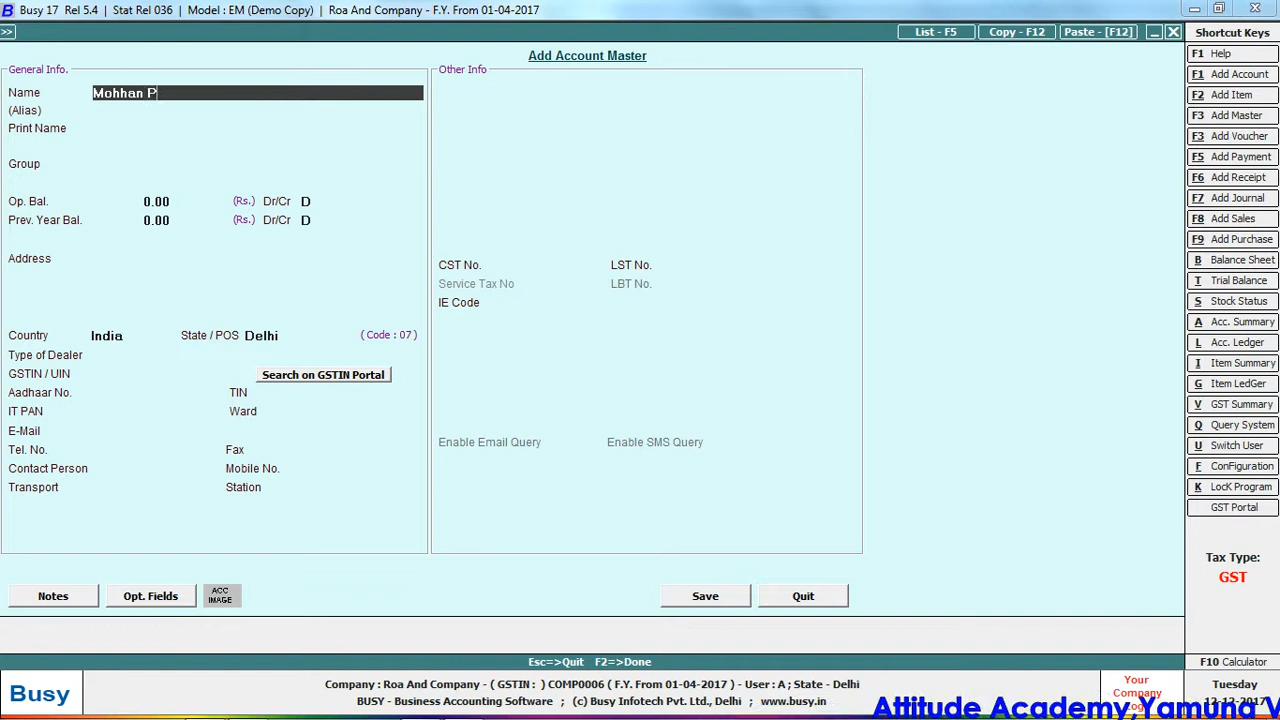 Busy 17 Rel 5.4 | Stat Rel 036 | Model : EM (Demo Copy) | Roa And Company - F.Y. From 01-04-2017
>> List - F5 Copy - F12 Paste - [F12]
Add Account Master
General Info.
Name Mohhan P
(Alias)
Print Name
Group
Op. Bal. 0.00 (Rs.) Dr/Cr D
Prev. Year Bal. 0.00 (Rs.) Dr/Cr D
Address
Country India State / POS Delhi ( Code : 07 )
Type of Dealer
GSTIN / UIN Search on GSTIN Portal
Aadhaar No. TIN
IT PAN Ward
E-Mail
Tel. No. Fax
Contact Person Mobile No.
Transport Station
Other Info
CST No. LST No.
Service Tax No LBT No.
IE Code
Enable Email Query Enable SMS Query
Notes Opt. Fields ACC IMAGE Save Quit
Esc=>Quit F2=>Done
Shortcut Keys
F1 Help
F1 Add Account
F2 Add Item
F3 Add Master
F3 Add Voucher
F5 Add Payment
F6 Add Receipt
F7 Add Journal
F8 Add Sales
F9 Add Purchase
B Balance Sheet
T Trial Balance
S Stock Status
A Acc. Summary
L Acc. Ledger
I Item Summary
G Item LedGer
V GST Summary
Q Query System
U Switch User
F ConFiguration
K LocK Program
GST Portal
Tax Type:
GST
F10 Calculator
Busy
Company : Roa And Company - ( GSTIN : ) COMP0006 ( F.Y. From 01-04-2017 ) - User : A ; State - Delhi
BUSY - Business Accounting Software ; (c) Busy Infotech Pvt. Ltd., Delhi ; www.busy.in
Your
Company
Tuesday
12-12-2017
Attitude Academy,Yamuna V